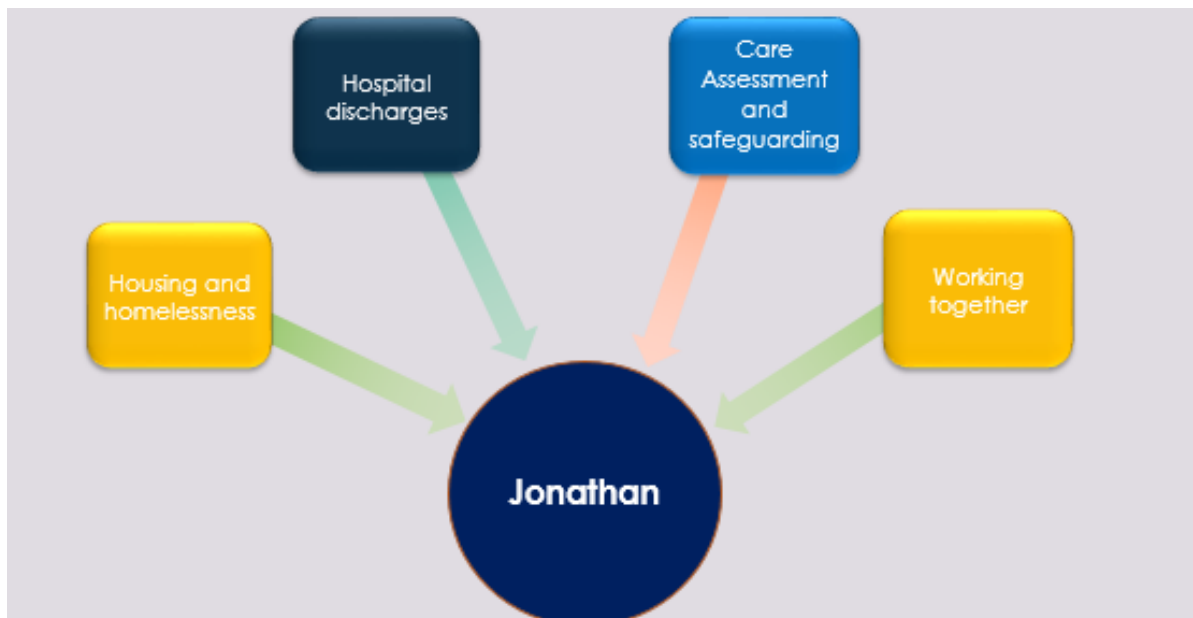 Hospital
discharges
Care
Assessment
and
safeguarding
Housing and
homelessness
Working
together
Jonathan